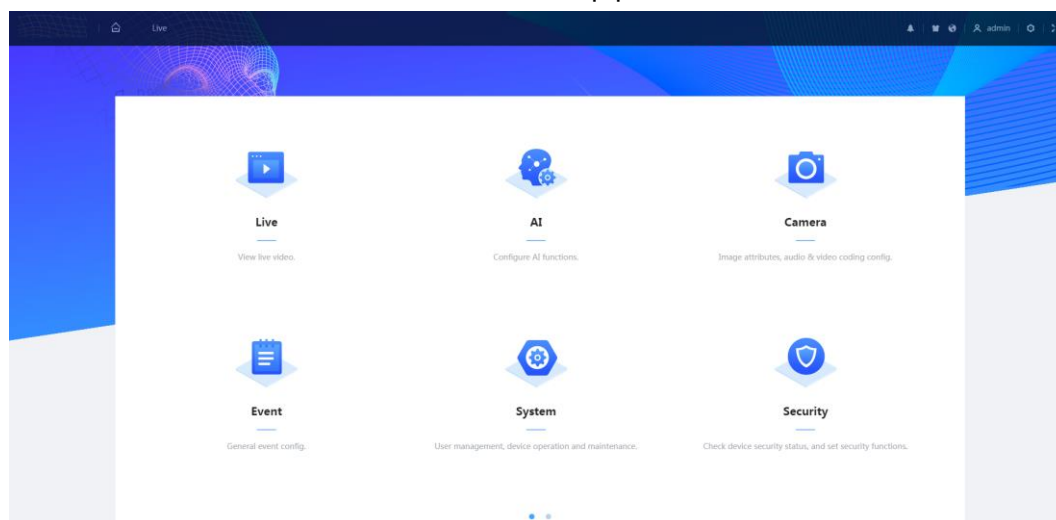 Live
admin
Live
AI
Camera
View live video.
Configure AI functions.
Image attributes, audio & video coding config.
Event
System
Security
General event config.
User management, device operation and maintenance.
Check device security status, and set security functions.